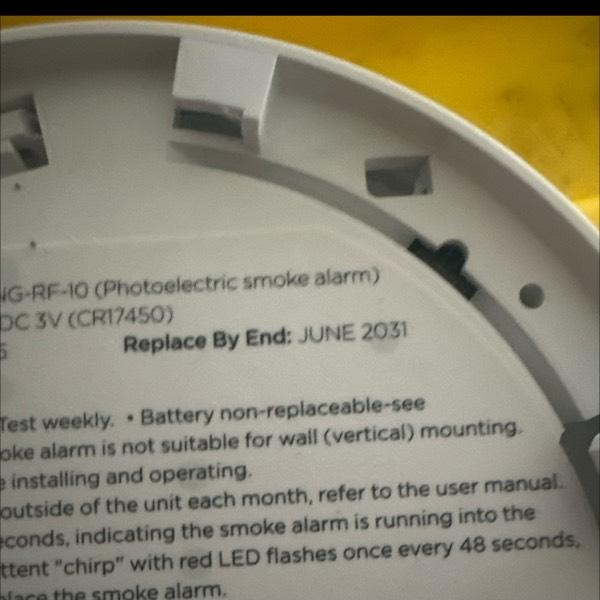 NG-RF-10 (Photoelectric smoke alarm)
DC 3V (CR17450)
Replace By End: JUNE 2031
Test weekly. • Battery non-replaceable-see
oke alarm is not suitable for wall (vertical) mounting.
e installing and operating.
outside of the unit each month, refer to the user manual.
econds, indicating the smoke alarm is running into the
ttent "chirp" with red LED flashes once every 48 seconds,
place the smoke alarm.